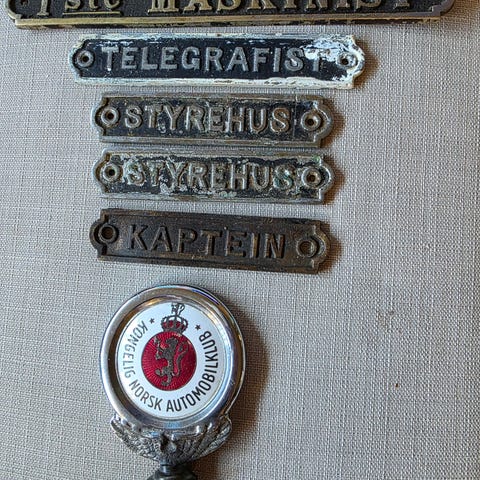 1ste MASKINIST
TELEGRAFIST
STYREHUS
STYREHUS
KAPTEIN
★ KONGELIG NORSK AUTOMOBILKLUB ★